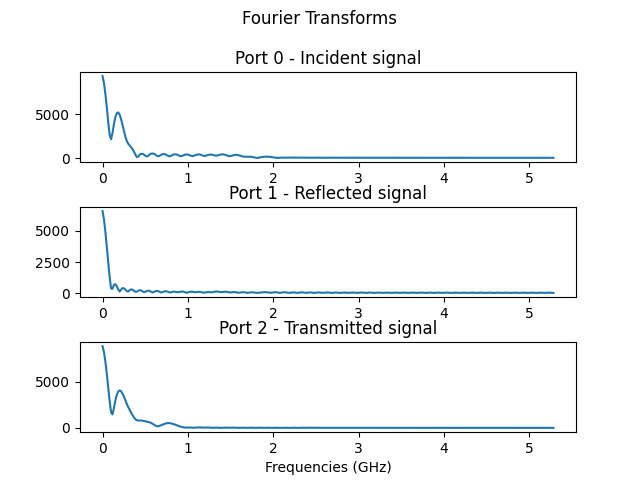 Fourier Transforms
Port 0 - Incident signal
5000
0
0 1 2 3 4 5
Port 1 - Reflected signal
5000
2500
0
0 1 2 3 4 5
Port 2 - Transmitted signal
5000
0
0 1 2 3 4 5
Frequencies (GHz)